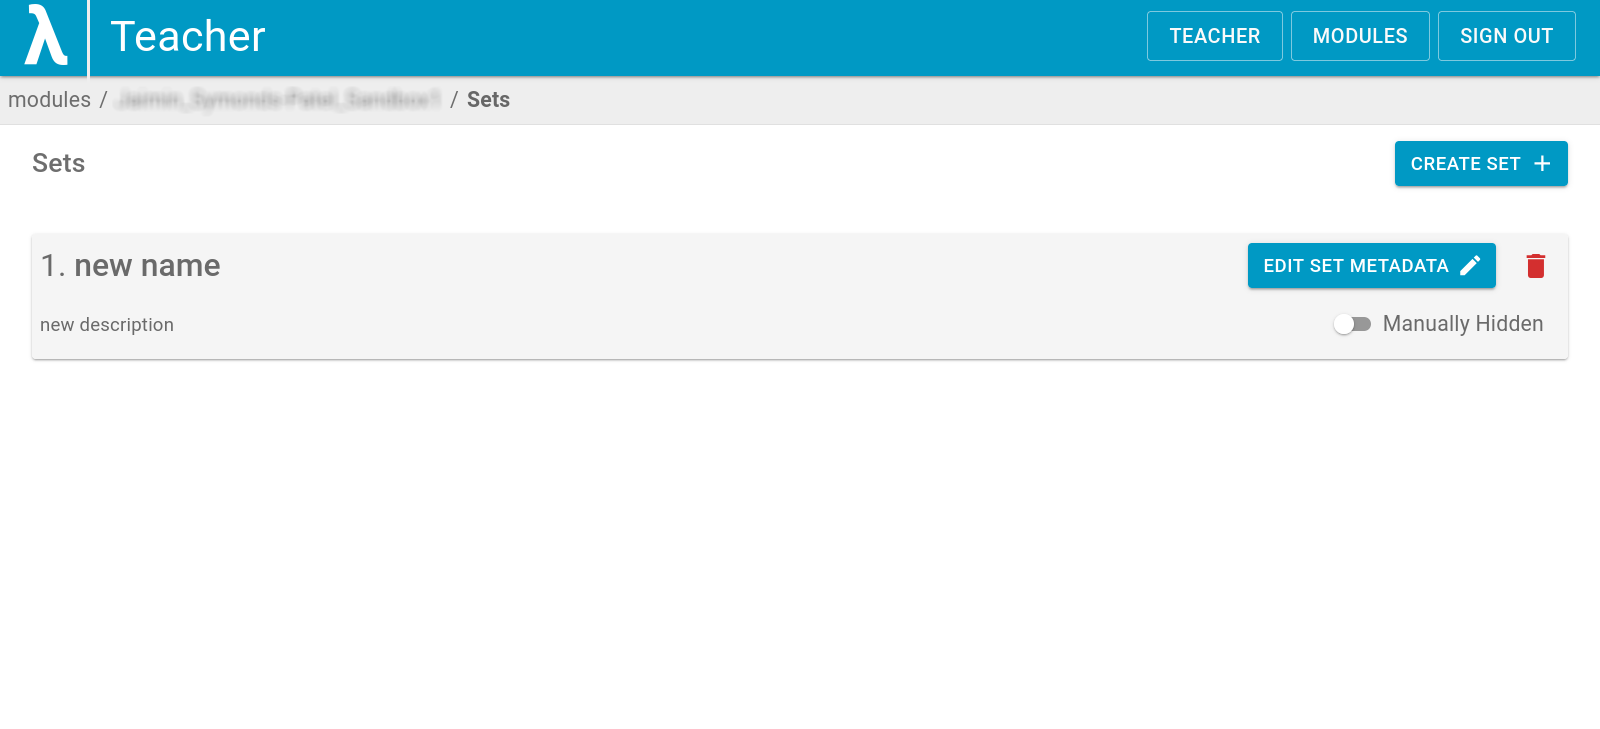 λ Teacher TEACHER MODULES SIGN OUT
modules / / Sets
Sets CREATE SET +
1. new name EDIT SET METADATA
new description Manually Hidden